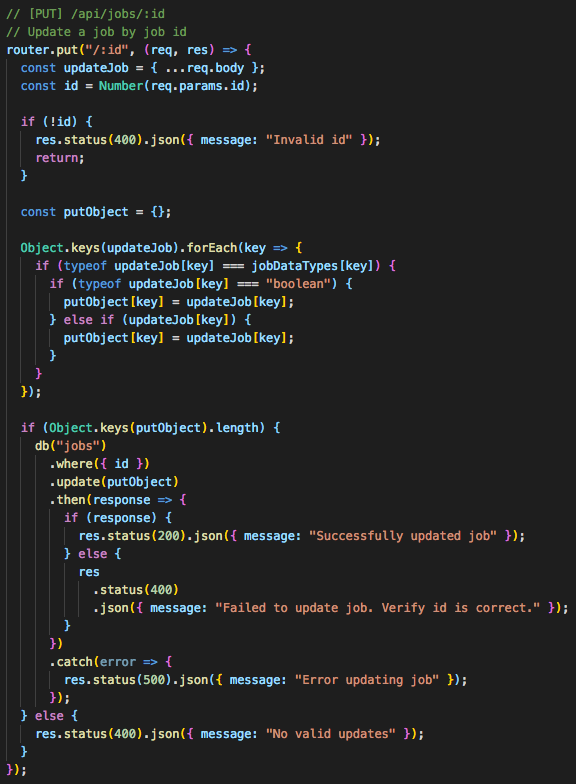 // [PUT] /api/jobs/:id
// Update a job by job id
router.put("/:id", (req, res) => {
  const updateJob = { ...req.body };
  const id = Number(req.params.id);

  if (!id) {
    res.status(400).json({ message: "Invalid id" });
    return;
  }

  const putObject = {};

  Object.keys(updateJob).forEach(key => {
    if (typeof updateJob[key] === jobDataTypes[key]) {
      if (typeof updateJob[key] === "boolean") {
        putObject[key] = updateJob[key];
      } else if (updateJob[key]) {
        putObject[key] = updateJob[key];
      }
    }
  });

  if (Object.keys(putObject).length) {
    db("jobs")
      .where({ id })
      .update(putObject)
      .then(response => {
        if (response) {
          res.status(200).json({ message: "Successfully updated job" });
        } else {
          res
            .status(400)
            .json({ message: "Failed to update job. Verify id is correct." });
        }
      })
      .catch(error => {
        res.status(500).json({ message: "Error updating job" });
      });
  } else {
    res.status(400).json({ message: "No valid updates" });
  }
});